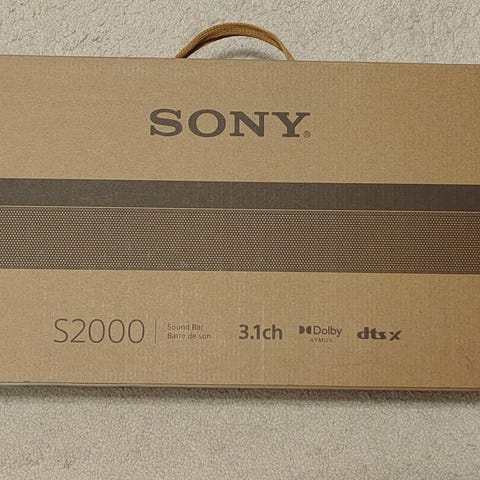 SONY®
S2000
Sound Bar
Barre de son
3.1ch
Dolby
ATMOS
dts x